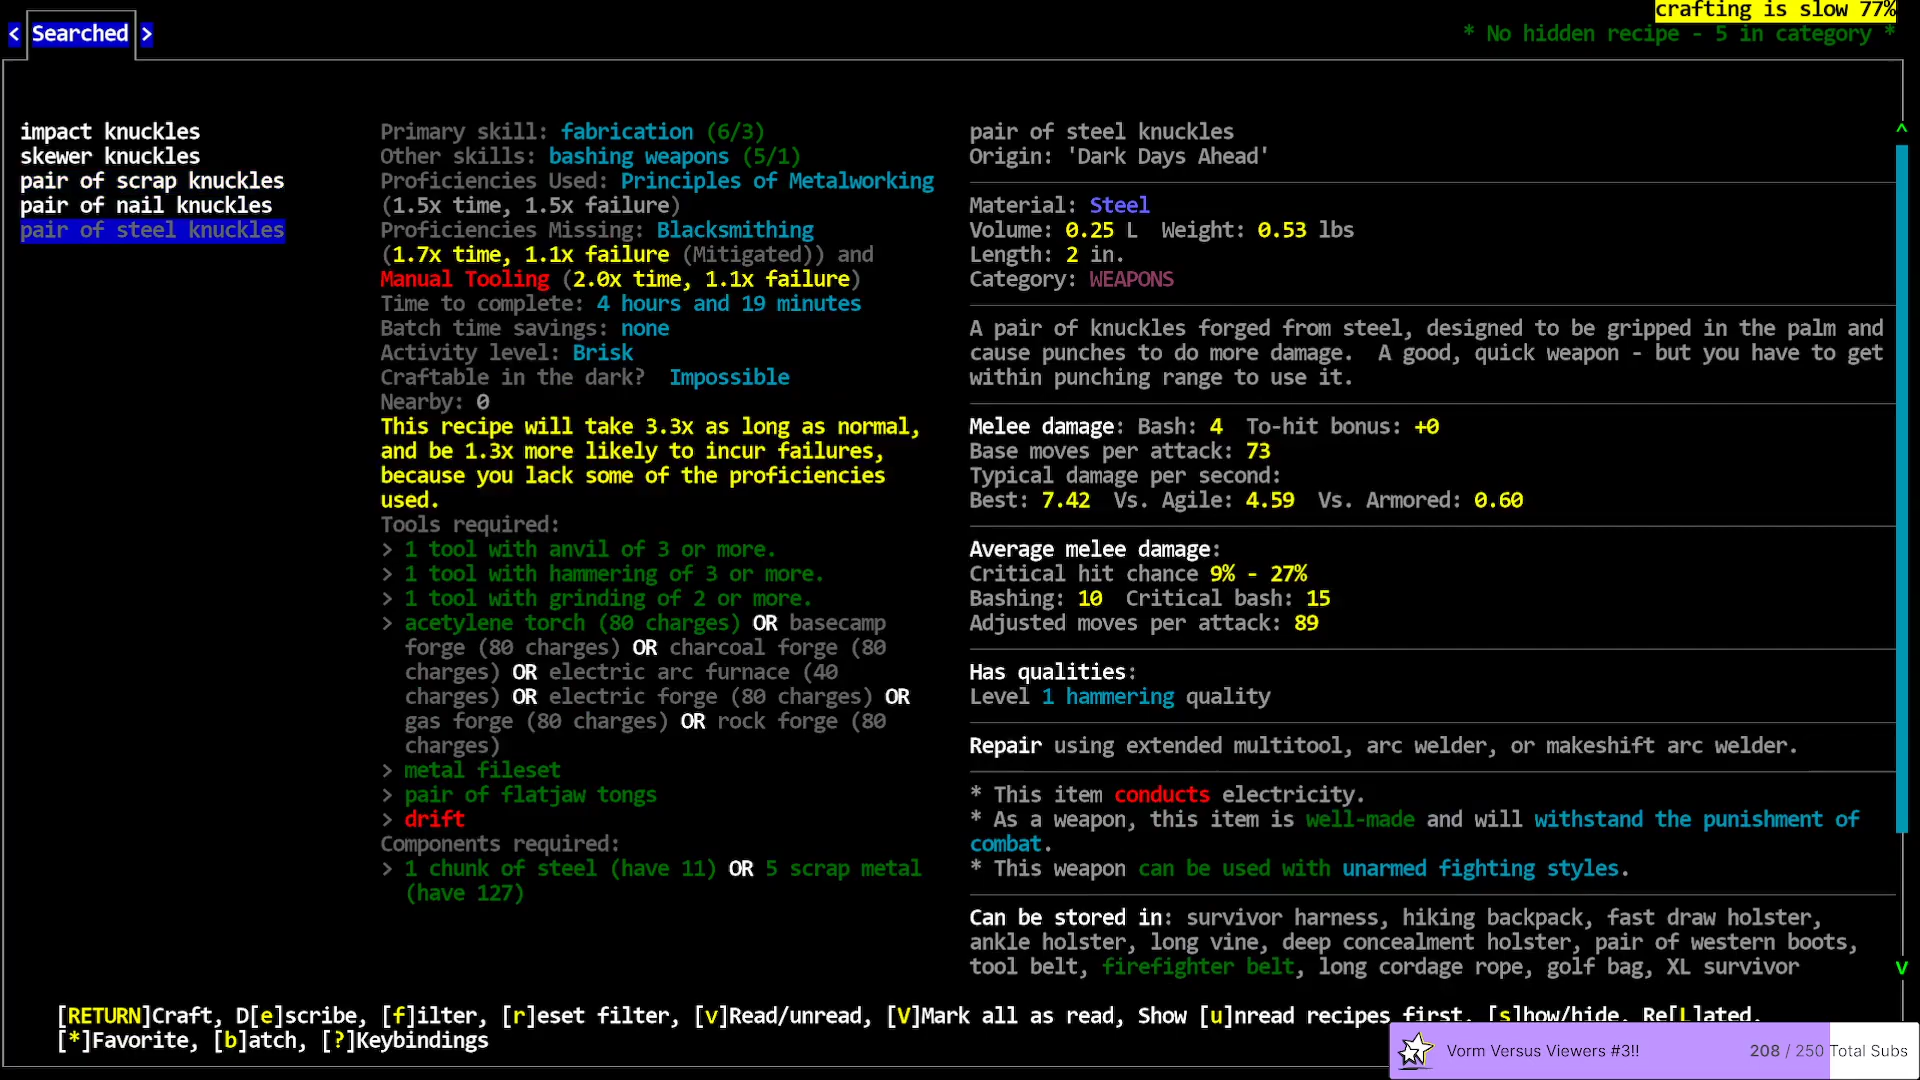 crafting is slow 77%
< Searched >
* No hidden recipe - 5 in category *
impact knuckles
skewer knuckles
pair of scrap knuckles
pair of nail knuckles
pair of steel knuckles
Primary skill: fabrication (6/3)
Other skills: bashing weapons (5/1)
Proficiencies Used: Principles of Metalworking
(1.5x time, 1.5x failure)
Proficiencies Missing: Blacksmithing
(1.7x time, 1.1x failure (Mitigated)) and
Manual Tooling (2.0x time, 1.1x failure)
Time to complete: 4 hours and 19 minutes
Batch time savings: none
Activity level: Brisk
Craftable in the dark? Impossible
Nearby: 0
This recipe will take 3.3x as long as normal,
and be 1.3x more likely to incur failures,
because you lack some of the proficiencies
used.
Tools required:
> 1 tool with anvil of 3 or more.
> 1 tool with hammering of 3 or more.
> 1 tool with grinding of 2 or more.
> acetylene torch (80 charges) OR basecamp
forge (80 charges) OR charcoal forge (80
charges) OR electric arc furnace (40
charges) OR electric forge (80 charges) OR
gas forge (80 charges) OR rock forge (80
charges)
> metal fileset
> pair of flatjaw tongs
> drift
Components required:
> 1 chunk of steel (have 11) OR 5 scrap metal
(have 127)
pair of steel knuckles
Origin: 'Dark Days Ahead'
Material: Steel
Volume: 0.25 L Weight: 0.53 lbs
Length: 2 in.
Category: WEAPONS
A pair of knuckles forged from steel, designed to be gripped in the palm and
cause punches to do more damage. A good, quick weapon - but you have to get
within punching range to use it.
Melee damage: Bash: 4 To-hit bonus: +0
Base moves per attack: 73
Typical damage per second:
Best: 7.42 Vs. Agile: 4.59 Vs. Armored: 0.60
Average melee damage:
Critical hit chance 9% - 27%
Bashing: 10 Critical bash: 15
Adjusted moves per attack: 89
Has qualities:
Level 1 hammering quality
Repair using extended multitool, arc welder, or makeshift arc welder.
* This item conducts electricity.
* As a weapon, this item is well-made and will withstand the punishment of
combat.
* This weapon can be used with unarmed fighting styles.
Can be stored in: survivor harness, hiking backpack, fast draw holster,
ankle holster, long vine, deep concealment holster, pair of western boots,
tool belt, firefighter belt, long cordage rope, golf bag, XL survivor
[RETURN]Craft, D[e]scribe, [f]ilter, [r]eset filter, [v]Read/unread, [V]Mark all as read, Show [u]nread recipes first, [s]how/hide, Re[L]ated,
[*]Favorite, [b]atch, [?]Keybindings
Vorm Versus Viewers #3!! 208 / 250 Total Subs